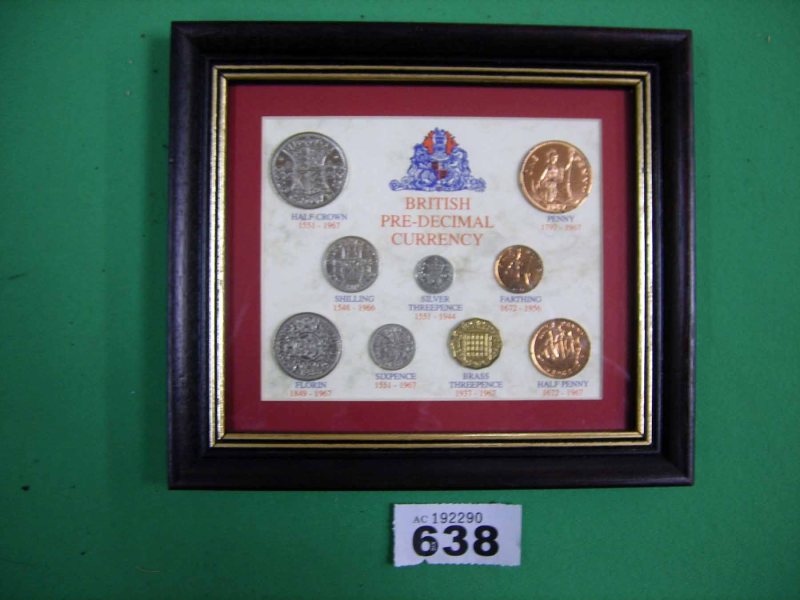 BRITISH
PRE-DECIMAL
CURRENCY
HALF CROWN
1551 - 1967
PENNY
1797 - 1967
SHILLING
1548 - 1966
SILVER
THREEPENCE
1551 - 1944
FARTHING
1672 - 1956
FLORIN
1849 - 1967
SIXPENCE
1551 - 1967
BRASS
THREEPENCE
1937 - 1967
HALF PENNY
1672 - 1967
AC 192290
638